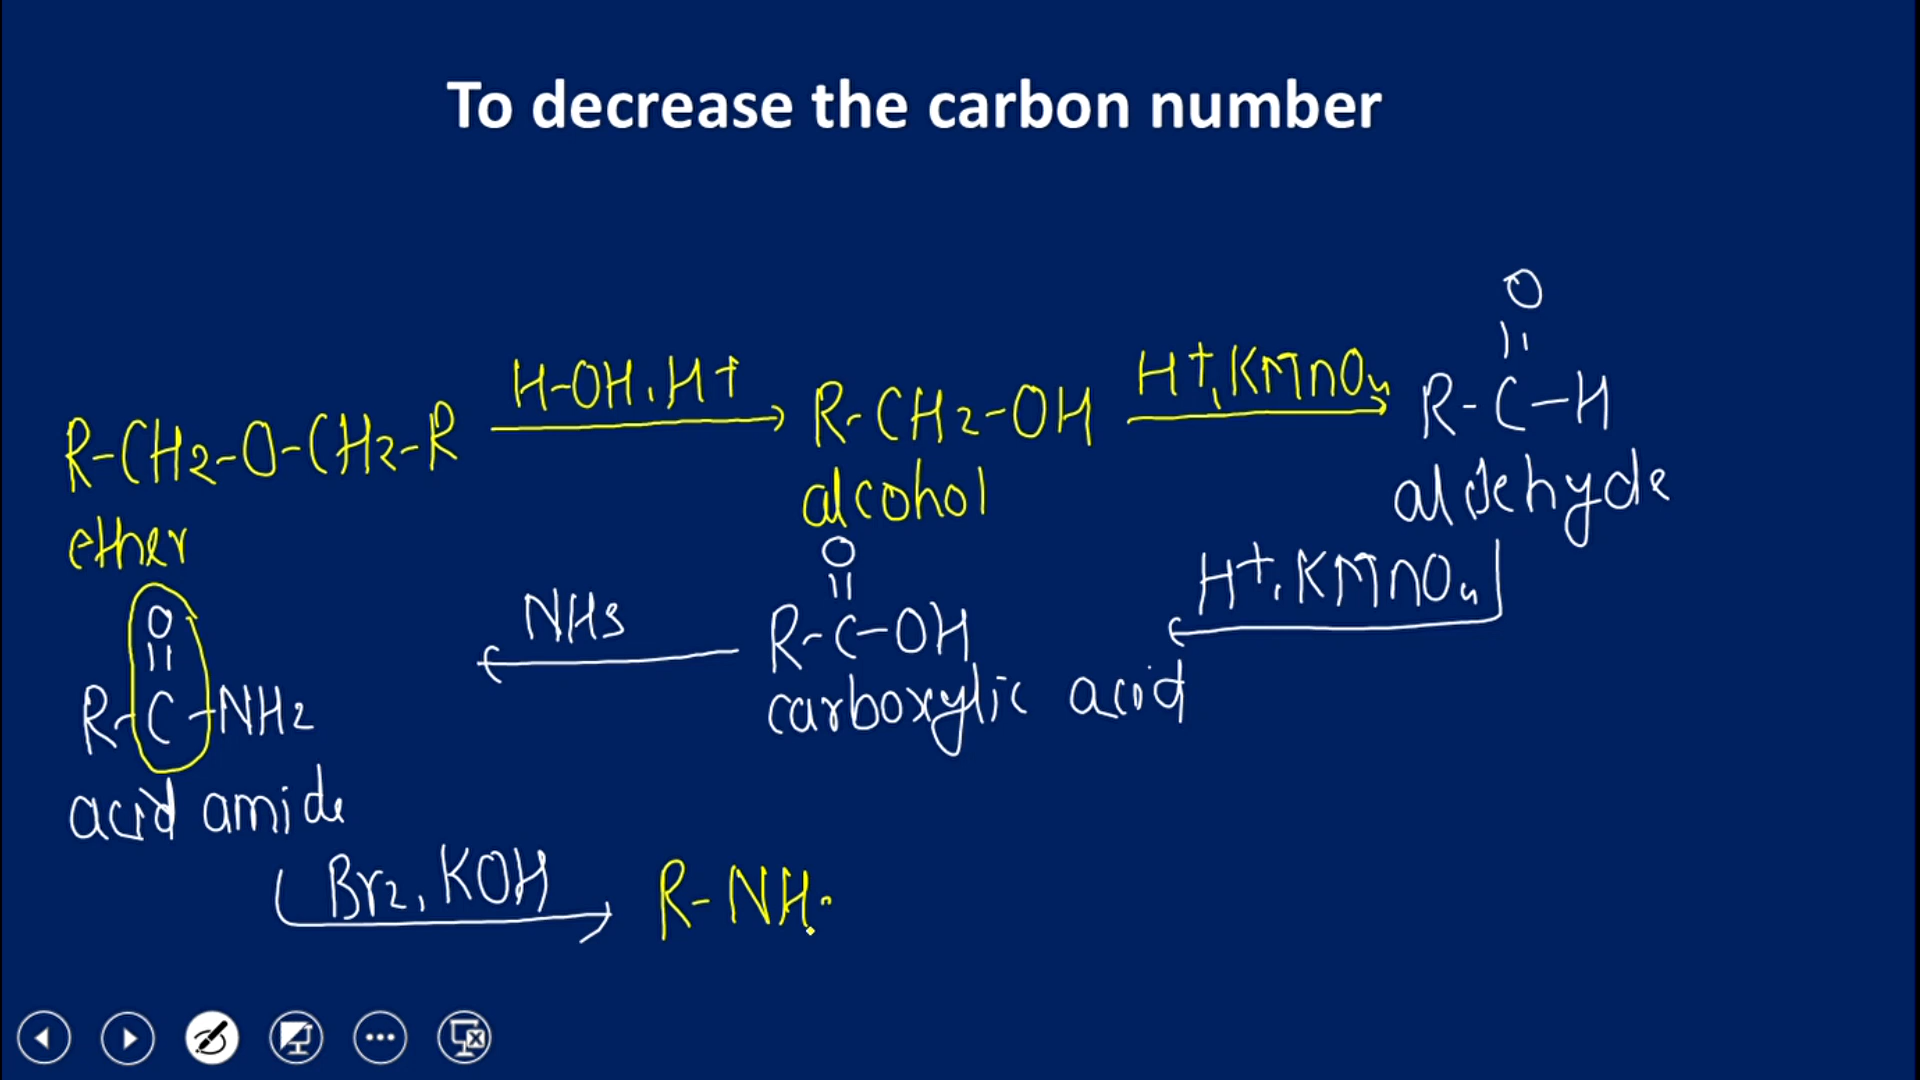 To decrease the carbon number
R-CH2-O-CH2-R
H-OH, H+
R-CH2-OH
H+, KMnO4
O
||
R-C-H
ether
alcohol
aldehyde
O
||
R-C-NH2
NH3
O
||
R-C-OH
H+, KMnO4
acid amide
carboxylic acid
Br2, KOH
R-NH